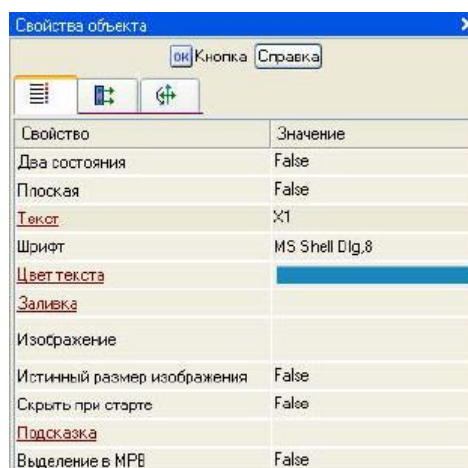 Свойства объекта
ок Кнопка Справка
Свойство Значение
Два состояния False
Плоская False
Текст X1
Шрифт MS Shell Dlg,8
Цвет текста
Заливка
Изображение
Истинный размер изображения False
Скрыть при старте False
Подсказка
Выделение в МРВ False